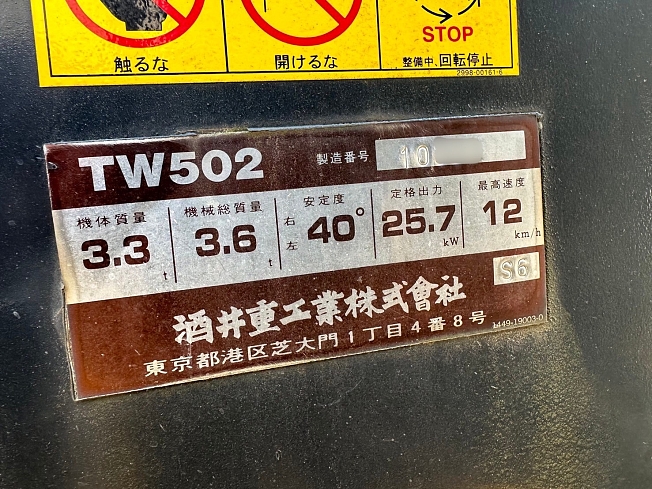 触るな
開けるな
STOP
整備中、回転停止
2998-00161-6
TW502
製造番号 10
機体質量 3.3 t
機械総質量 3.6 t
安定度 右 左 40°
定格出力 25.7 kW
最高速度 12 km/h
S6
酒井重工業株式會社
東京都港区芝大門1丁目4番8号
1449-19003-0